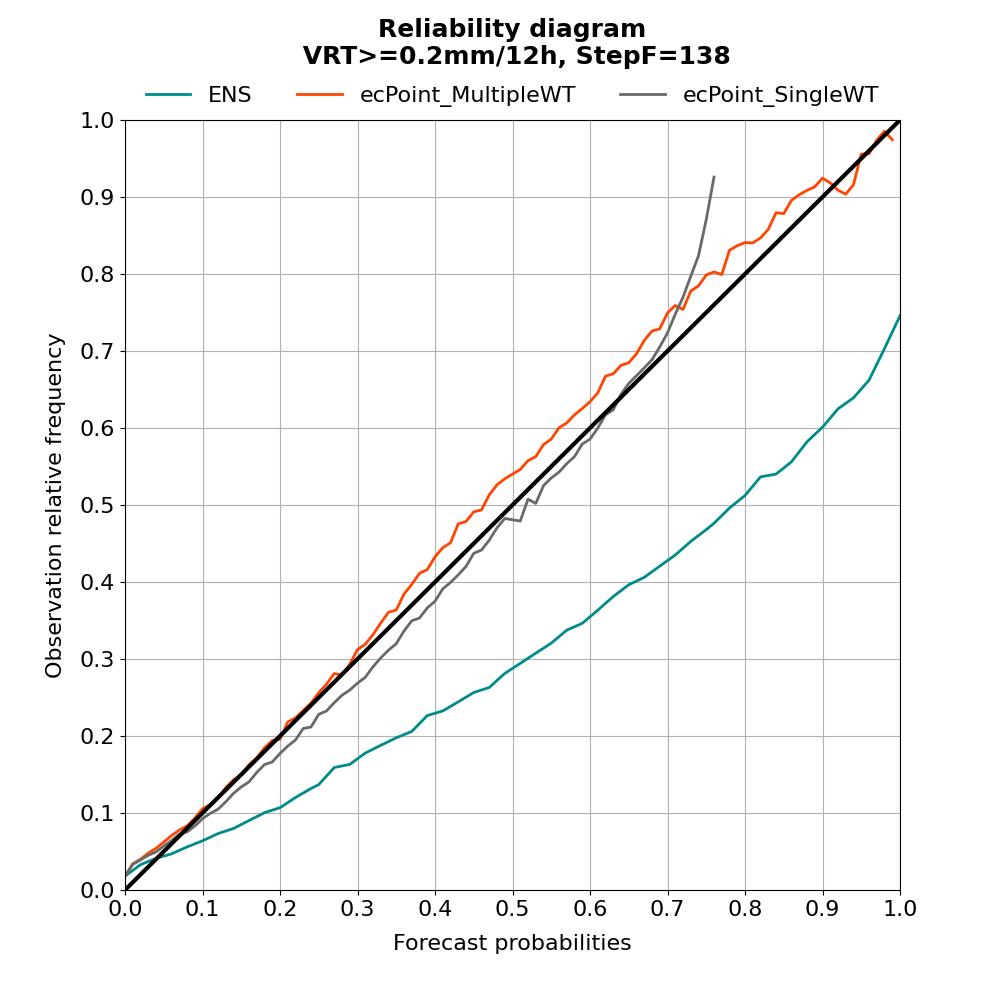 Reliability diagram
VRT>=0.2mm/12h, StepF=138
ENS ecPoint_MultipleWT ecPoint_SingleWT
1.0
0.9
0.8
0.7
0.6
0.5
0.4
0.3
0.2
0.1
0.0
Observation relative frequency
0.0 0.1 0.2 0.3 0.4 0.5 0.6 0.7 0.8 0.9 1.0
Forecast probabilities